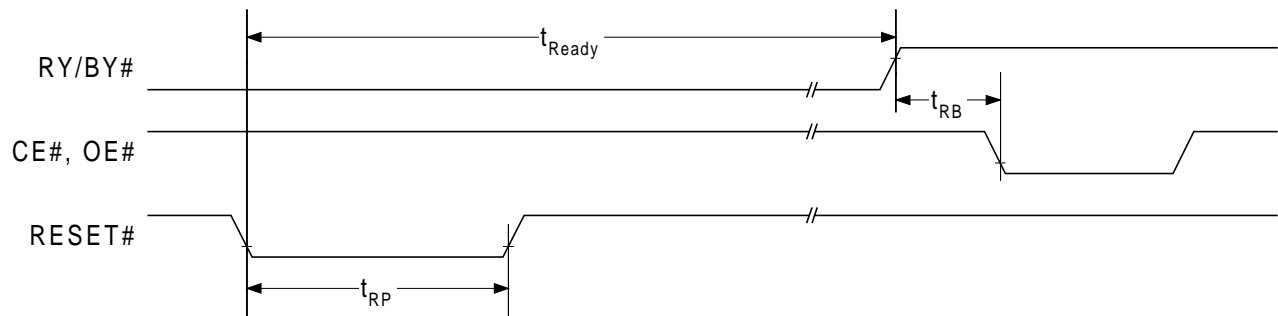 tReady
RY/BY#
tRB
CE#, OE#
RESET#
tRP